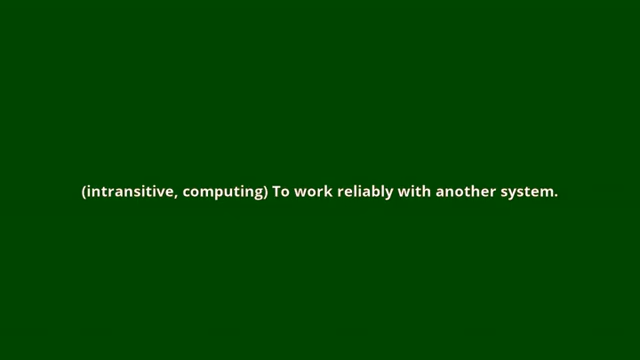 (intransitive, computing) To work reliably with another system.